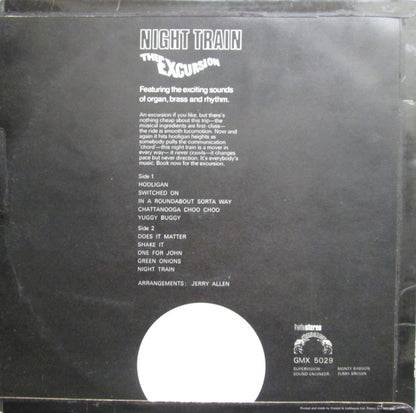 NIGHT TRAIN
THE EXCURSION
Featuring the exciting sounds
of organ, brass and rhythm.
An excursion if you like, but there's
nothing cheap about this trip—the
musical ingredients are first-class—
the ride is smooth locomotion. Now and
again it hits hooligan heights as
somebody pulls the communication
'chord'—this night train is a mover in
every way— it never crawls—it changes
pace but never direction. It's everybody's
music. Book now for the excursion.
Side 1
HOOLIGAN
SWITCHED ON
IN A ROUNDABOUT SORTA WAY
CHATTANOOGA CHOO CHOO
YUGGY BUGGY
Side 2
DOES IT MATTER
SHAKE IT
ONE FOR JOHN
GREEN ONIONS
NIGHT TRAIN
ARRANGEMENTS: JERRY ALLEN
stereo
GMX 5029
SUPERVISION: MONTY BABSON
SOUND ENGINEER: TERRY BROWN
Printed and made by